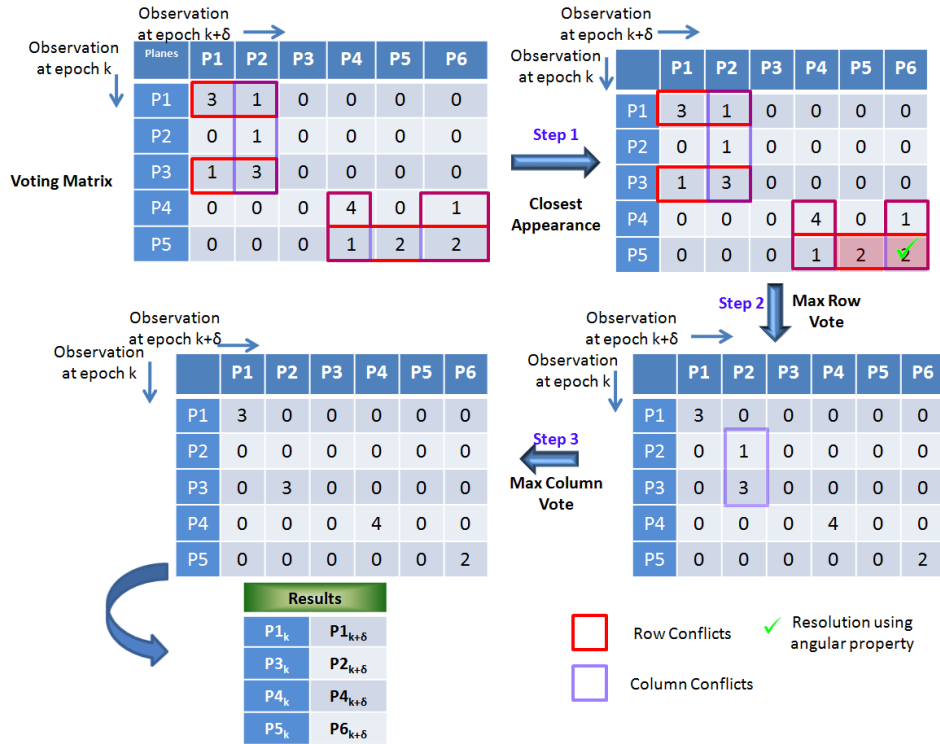 Observation
at epoch k+δ
Observation
at epoch k
Planes P1 P2 P3 P4 P5 P6
P1 3 1 0 0 0 0
P2 0 1 0 0 0 0
P3 1 3 0 0 0 0
P4 0 0 0 4 0 1
P5 0 0 0 1 2 2
Voting Matrix
Step 1
Closest
Appearance
Observation
at epoch k+δ
Observation
at epoch k
P1 P2 P3 P4 P5 P6
P1 3 1 0 0 0 0
P2 0 1 0 0 0 0
P3 1 3 0 0 0 0
P4 0 0 0 4 0 1
P5 0 0 0 1 2 2
Step 2
Max Row
Vote
Observation
at epoch k+δ
Observation
at epoch k
P1 P2 P3 P4 P5 P6
P1 3 0 0 0 0 0
P2 0 1 0 0 0 0
P3 0 3 0 0 0 0
P4 0 0 0 4 0 0
P5 0 0 0 0 0 2
Step 3
Max Column
Vote
Observation
at epoch k+δ
Observation
at epoch k
P1 P2 P3 P4 P5 P6
P1 3 0 0 0 0 0
P2 0 0 0 0 0 0
P3 0 3 0 0 0 0
P4 0 0 0 4 0 0
P5 0 0 0 0 0 2
Results
P1k P1k+δ
P3k P2k+δ
P4k P4k+δ
P5k P6k+δ
Row Conflicts
Resolution using
angular property
Column Conflicts